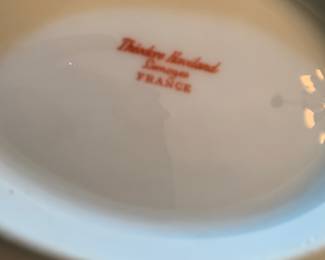 Theodore Haviland
Limoges
FRANCE